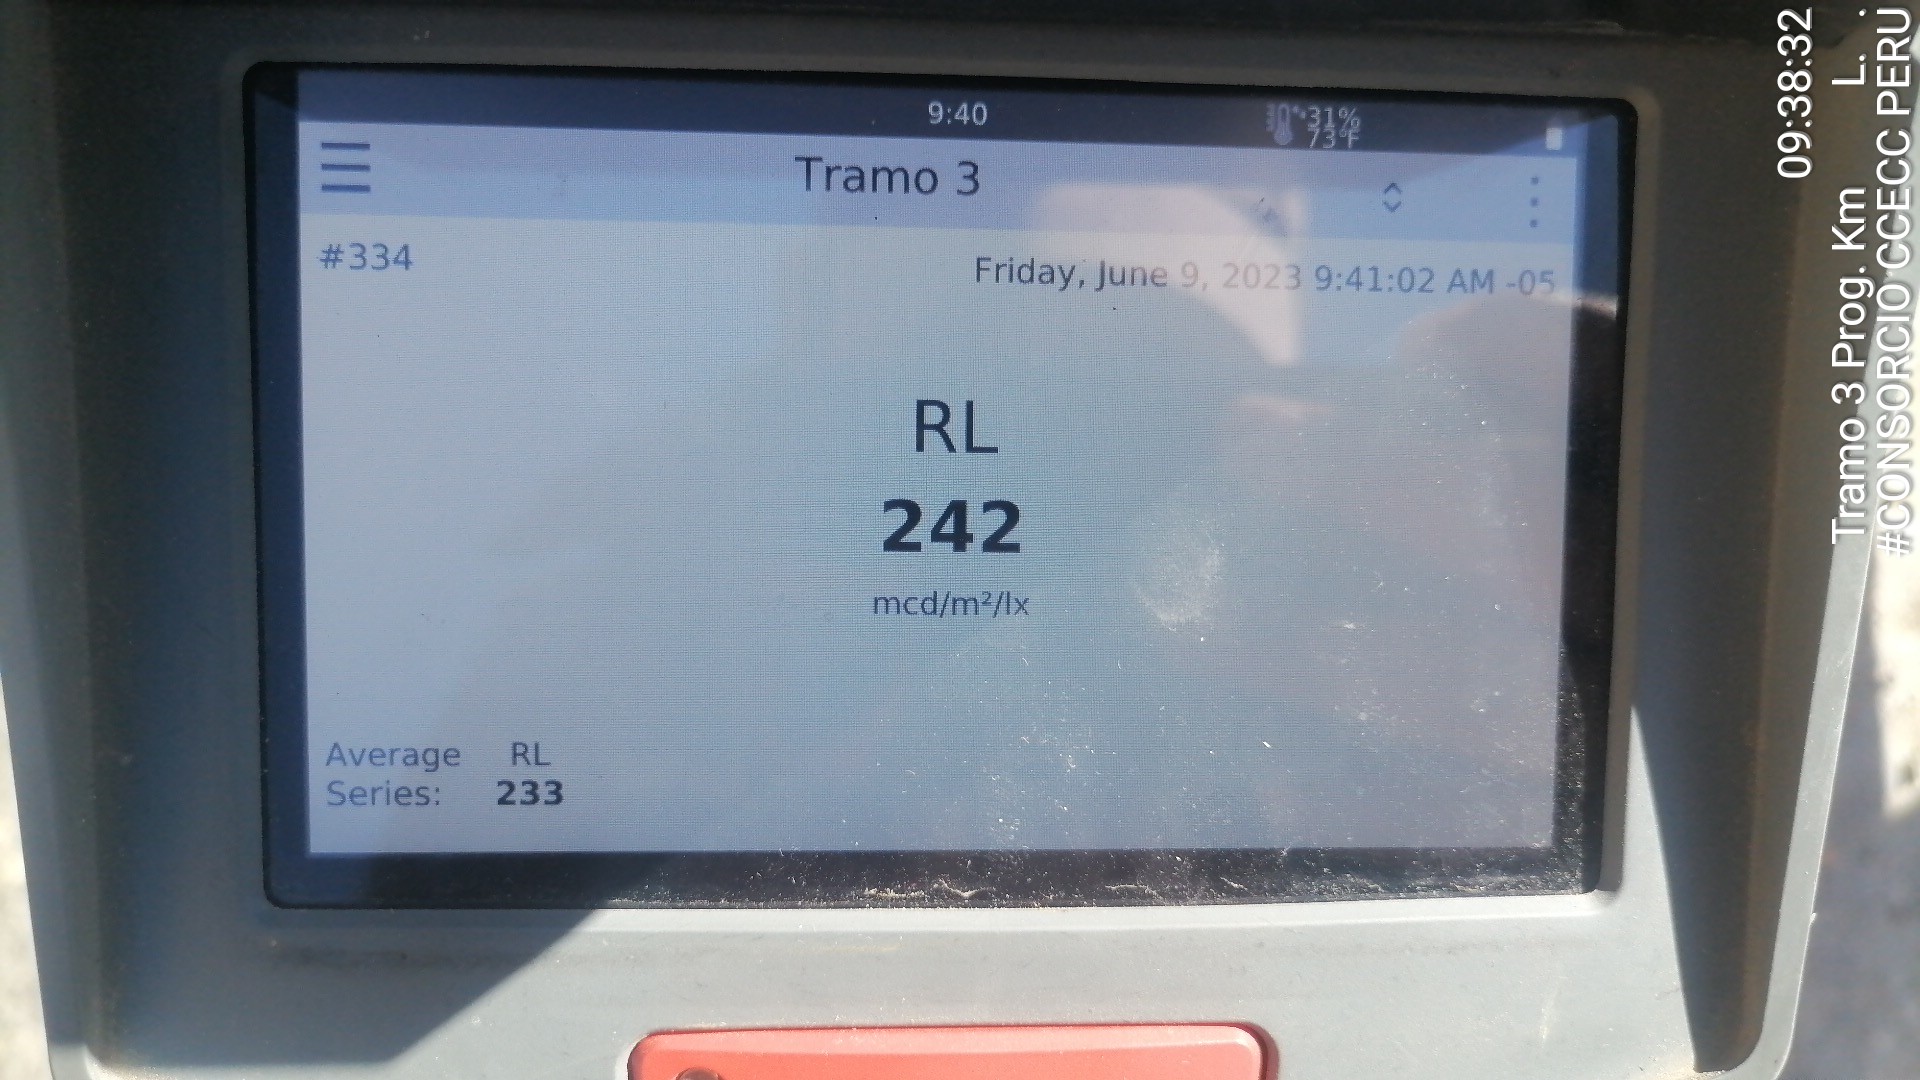 9:40
31%
73°F
Tramo 3
#334
Friday, June 9, 2023 9:41:02 AM -05
RL
242
mcd/m²/lx
Average RL
Series: 233
09:38:32
Tramo 3 Prog. Km L. .
#CONSORCIO CCECC PERU